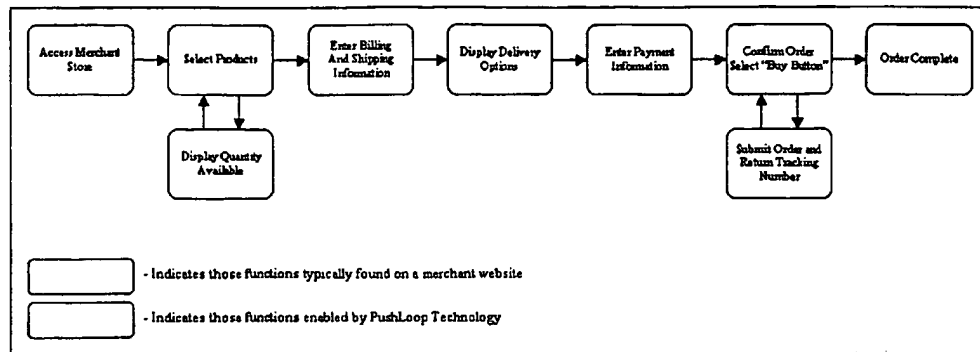 Access Merchant
Store
Select Products
Enter Billing
And Shipping
Information
Display Delivery
Options
Enter Payment
Information
Confirm Order
Select "Buy Button"
Order Complete
Display Quantity
Available
Submit Order and
Return Tracking
Number
- Indicates those functions typically found on a merchant website
- Indicates those functions enabled by PushLoop Technology